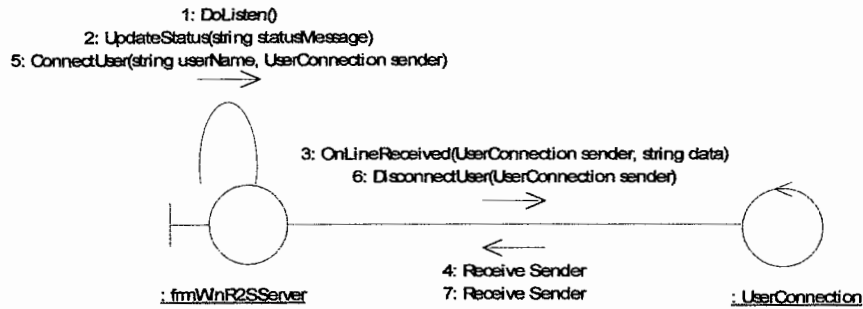 1: DoListen()
2: UpdateStatus(string statusMessage)
5: ConnectUser(string userName, UserConnection sender)
3: OnLineReceived(UserConnection sender, string data)
6: DisconnectUser(UserConnection sender)
4: Receive Sender
7: Receive Sender
: frmWinR2SServer
: UserConnection